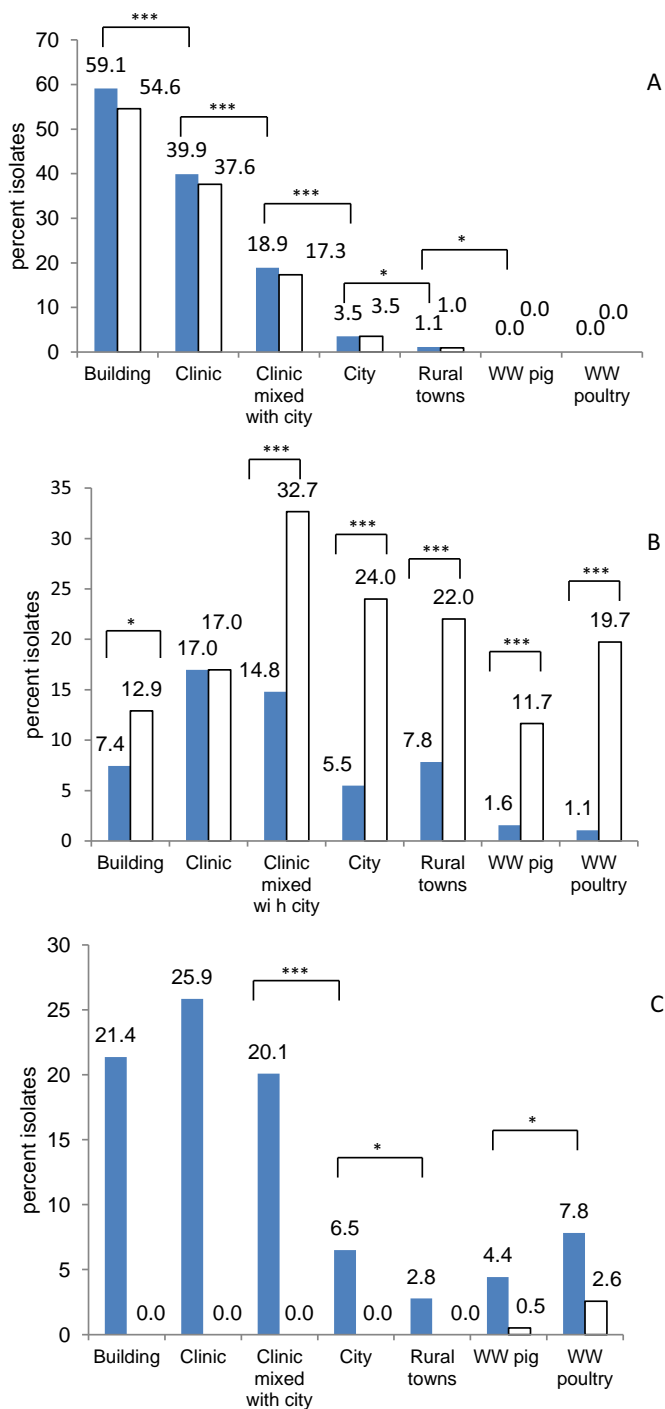 ***
70
59.1
54.6
A
60
***
50
39.9
37.6
40
***
30
18.9
17.3
*
*
20
3.5
3.5
1.1
1.0
0.0
0.0
0.0
0.0
10
0
percent isolates
Building
Clinic
Clinic
mixed
with city
City
Rural
towns
WW pig
WW
poultry
***
35
32.7
B
***
30
24.0
***
22.0
***
25
*
17.0
17.0
19.7
20
12.9
14.8
***
11.7
15
7.4
7.8
10
5.5
1.6
1.1
5
0
percent isolates
Building
Clinic
Clinic
mixed
wi h city
City
Rural
towns
WW pig
WW
poultry
30
25.9
***
C
25
21.4
20.1
20
15
*
*
10
6.5
7.8
4.4
2.8
2.6
5
0.0
0.0
0.0
0.0
0.0
0.5
0
percent isolates
Building
Clinic
Clinic
mixed
with city
City
Rural
towns
WW pig
WW
poultry